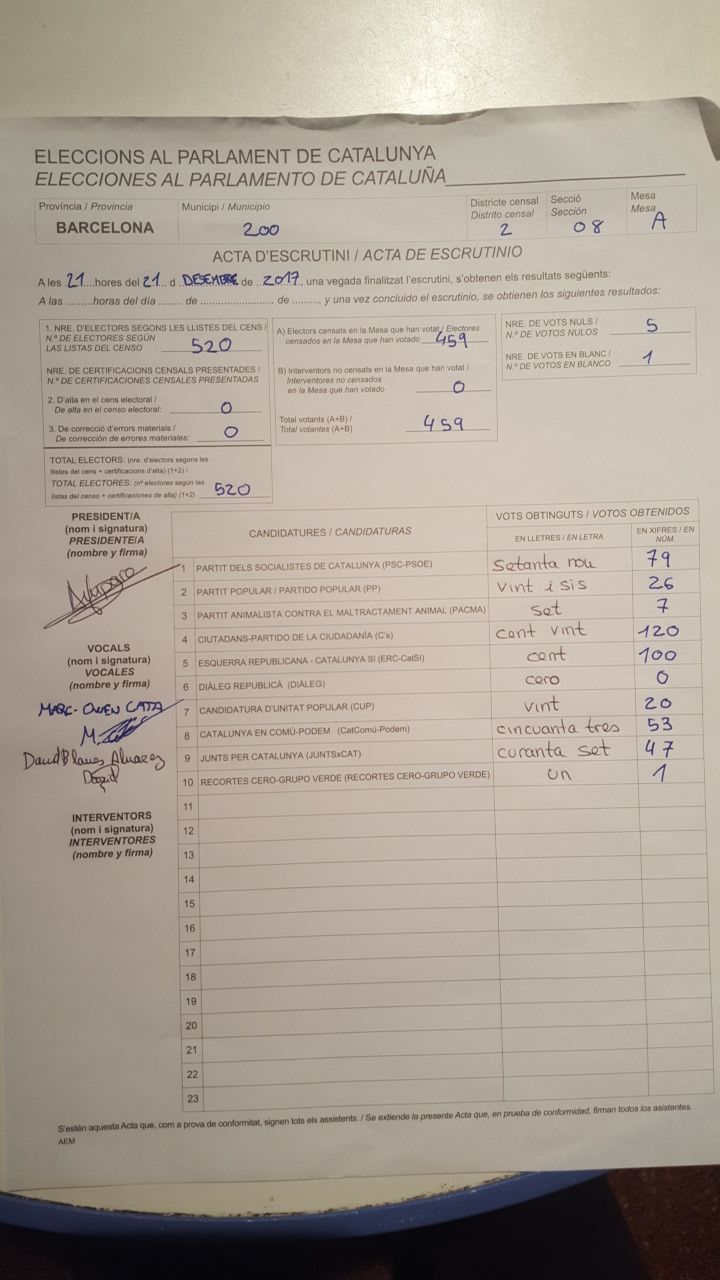 ELECCIONS AL PARLAMENT DE CATALUNYA
ELECCIONES AL PARLAMENTO DE CATALUÑA
Província / Provincia
BARCELONA
Municipi / Municipio
200
Districte censal
Distrito censal
2
Secció
Sección
08
Mesa
Mesa
A
ACTA D'ESCRUTINI / ACTA DE ESCRUTINIO
A les 21 ....hores del 21.. d DESEMBRE de ..2017., una vegada finalitzat l'escrutini, s'obtenen els resultats següents:
A las .........horas del día ........ de ......................... de ........., y una vez concluido el escrutinio, se obtienen los siguientes resultados:
1. NRE. D'ELECTORS SEGONS LES LLISTES DEL CENS /
N.º DE ELECTORES SEGÚN
LAS LISTAS DEL CENSO 520
NRE. DE CERTIFICACIONS CENSALS PRESENTADES /
N.º DE CERTIFICACIONES CENSALES PRESENTADAS
2. D'alta en el cens electoral /
De alta en el censo electoral: 0
3. De correcció d'errors materials /
De corrección de errores materiales: 0
TOTAL ELECTORS: (nre. d'electors segons les
llistes del cens + certificacions d'alta) (1+2) /
TOTAL ELECTORES: (nº electores según las
listas del censo + certificaciones de alta) (1+2) 520
A) Electors censats en la Mesa que han votat / Electores
censados en la Mesa que han votado 459
B) Interventors no censats en la Mesa que han votat /
Interventores no censados
en la Mesa que han votado 0
Total votants (A+B) /
Total votantes (A+B) 459
NRE. DE VOTS NULS /
N.º DE VOTOS NULOS 5
NRE. DE VOTS EN BLANC /
N.º DE VOTOS EN BLANCO 1
PRESIDENT/A
(nom i signatura)
PRESIDENTE/A
(nombre y firma)
VOCALS
(nom i signatura)
VOCALES
(nombre y firma)
MARC-OWEN CATA
David Blanes Alvarez
David
INTERVENTORS
(nom i signatura)
INTERVENTORES
(nombre y firma)
CANDIDATURES / CANDIDATURAS
VOTS OBTINGUTS / VOTOS OBTENIDOS
EN LLETRES / EN LETRA
EN XIFRES / EN
NÚM.
1 PARTIT DELS SOCIALISTES DE CATALUNYA (PSC-PSOE) setanta nou 79
2 PARTIT POPULAR / PARTIDO POPULAR (PP) vint i sis 26
3 PARTIT ANIMALISTA CONTRA EL MALTRACTAMENT ANIMAL (PACMA) set 7
4 CIUTADANS-PARTIDO DE LA CIUDADANÍA (C's) cent vint 120
5 ESQUERRA REPUBLICANA - CATALUNYA SI (ERC-CatSí) cent 100
6 DIÀLEG REPUBLICÀ (DIÀLEG) cero 0
7 CANDIDATURA D'UNITAT POPULAR (CUP) vint 20
8 CATALUNYA EN COMÚ-PODEM (CatComú-Podem) cincuanta tres 53
9 JUNTS PER CATALUNYA (JUNTSxCAT) curanta set 47
10 RECORTES CERO-GRUPO VERDE (RECORTES CERO-GRUPO VERDE) un 1
11
12
13
14
15
16
17
18
19
20
21
22
23
S'estén aquesta Acta que, com a prova de conformitat, signen tots els assistents. / Se extiende la presente Acta que, en prueba de conformidad, firman todos los asistentes.
AEM